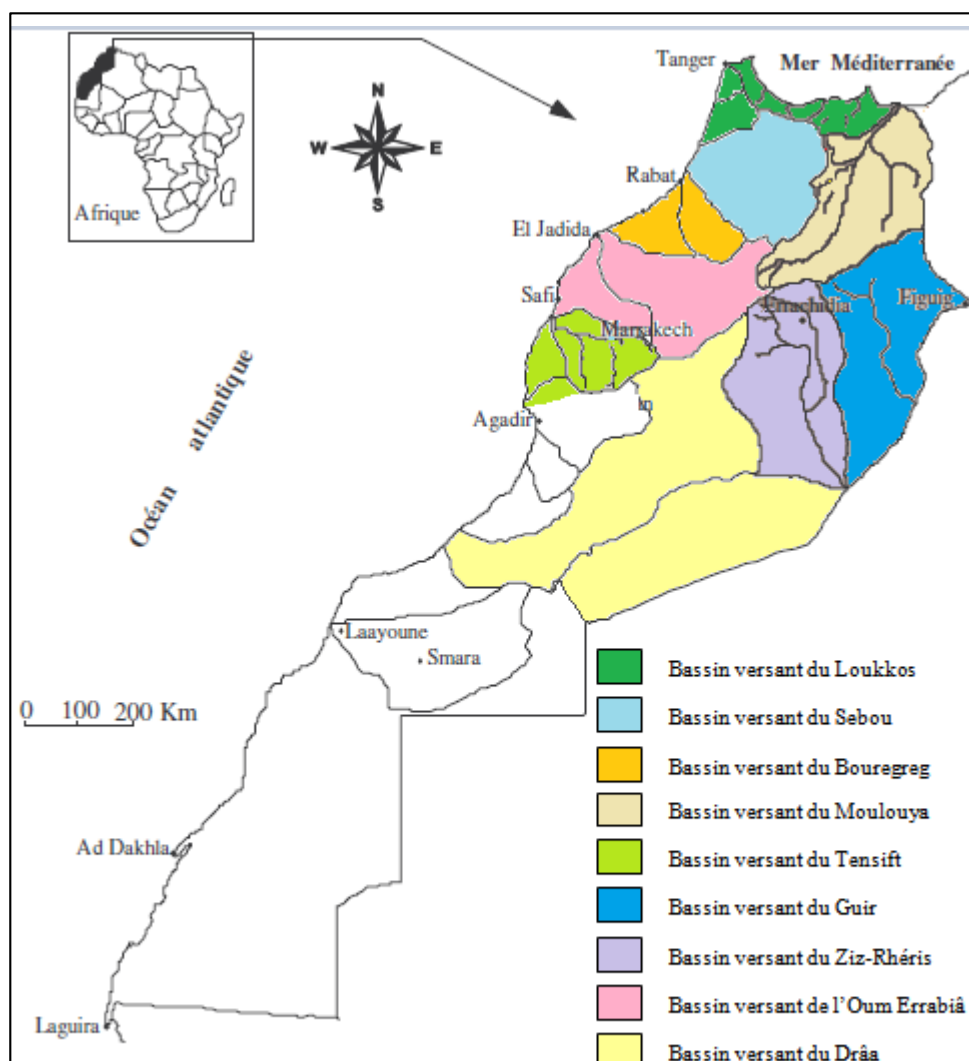 Tanger
Mer Méditerranée
N
W E
S
Afrique
Rabat
El Jadida
Safi
Errachidia
Figuig
Marrakech
Agadir
in
Océan
atlantique
Laayoune
Smara
0 100 200 Km
Ad Dakhla
Laguira
Bassin versant du Loukkos
Bassin versant du Sebou
Bassin versant du Bouregreg
Bassin versant du Moulouya
Bassin versant du Tensift
Bassin versant du Guir
Bassin versant du Ziz-Rhéris
Bassin versant de l'Oum Errabiâ
Bassin versant du Drâa